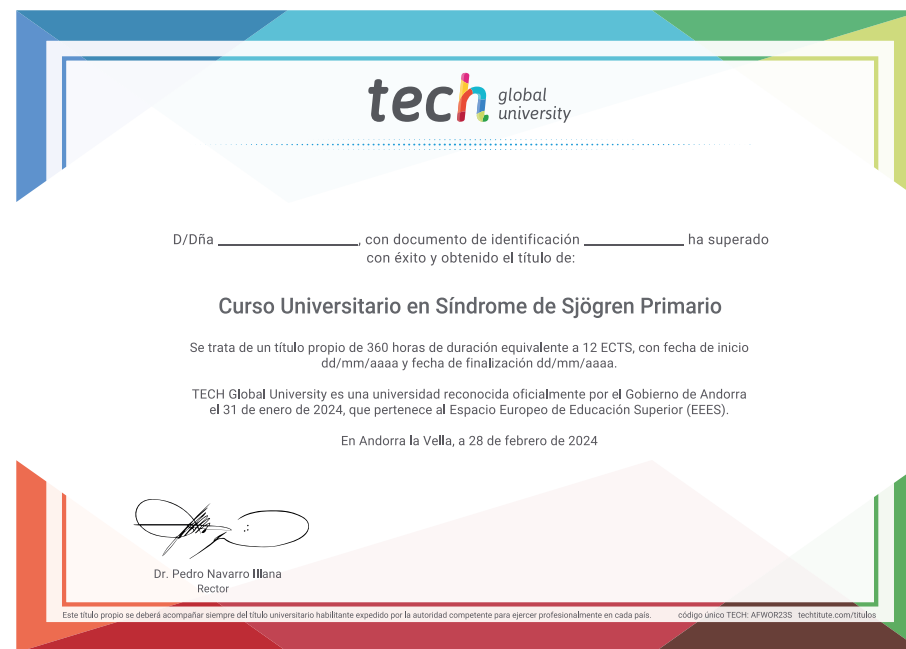 tech global university
D/Dña ____________________, con documento de identificación ______________ ha superado
con éxito y obtenido el título de:
Curso Universitario en Síndrome de Sjögren Primario
Se trata de un título propio de 360 horas de duración equivalente a 12 ECTS, con fecha de inicio
dd/mm/aaaa y fecha de finalización dd/mm/aaaa.
TECH Global University es una universidad reconocida oficialmente por el Gobierno de Andorra
el 31 de enero de 2024, que pertenece al Espacio Europeo de Educación Superior (EEES).
En Andorra la Vella, a 28 de febrero de 2024
Dr. Pedro Navarro Illana
Rector
Este título propio se deberá acompañar siempre del título universitario habilitante expedido por la autoridad competente para ejercer profesionalmente en cada país. código único TECH: AFWOR23S techtitute.com/titulos